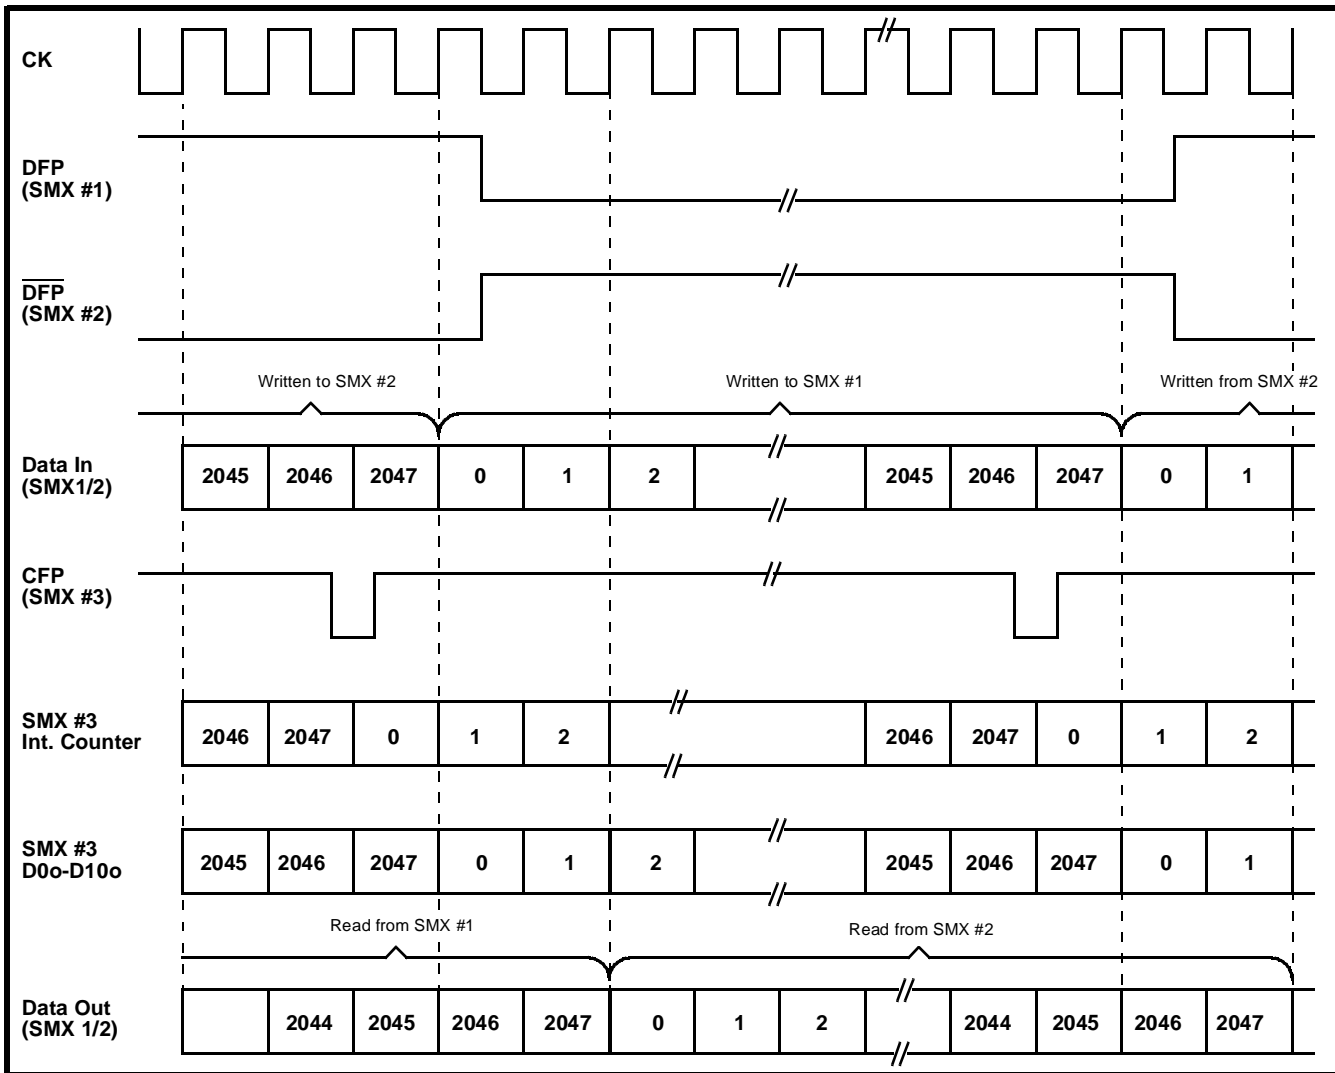 CK
DFP
(SMX #1)
DFP
(SMX #2)
Written to SMX #2 Written to SMX #1 Written from SMX #2
Data In
(SMX1/2)
2045 2046 2047 0 1 2 2045 2046 2047 0 1
CFP
(SMX #3)
SMX #3
Int. Counter
2046 2047 0 1 2 2046 2047 0 1 2
SMX #3
D0o-D10o
2045 2046 2047 0 1 2 2045 2046 2047 0 1
Read from SMX #1 Read from SMX #2
Data Out
(SMX 1/2)
2044 2045 2046 2047 0 1 2 2044 2045 2046 2047